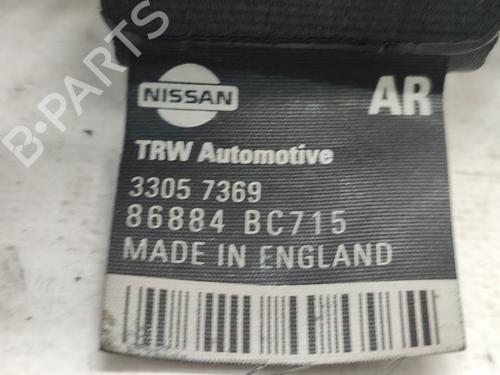 NISSAN
AR
TRW Automotive
3305 7369
86884 BC715
MADE IN ENGLAND
B-PARTS